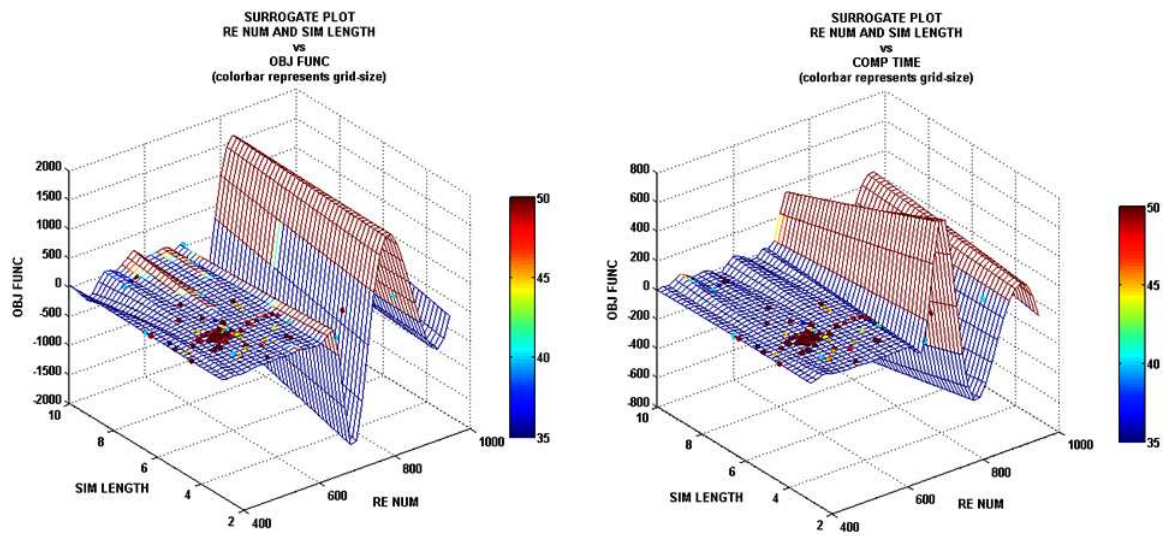 SURROGATE PLOT
RE NUM AND SIM LENGTH
vs
OBJ FUNC
(colorbar represents grid-size)
2000
1500
1000
500
0
-500
-1000
-1500
-2000
OBJ FUNC
10
8
6
4
2
SIM LENGTH
400
600
800
1000
RE NUM
50
45
40
35
SURROGATE PLOT
RE NUM AND SIM LENGTH
vs
COMP TIME
(colorbar represents grid-size)
800
600
400
200
0
-200
-400
-600
-800
OBJ FUNC
10
8
6
4
2
SIM LENGTH
400
600
800
1000
RE NUM
50
45
40
35